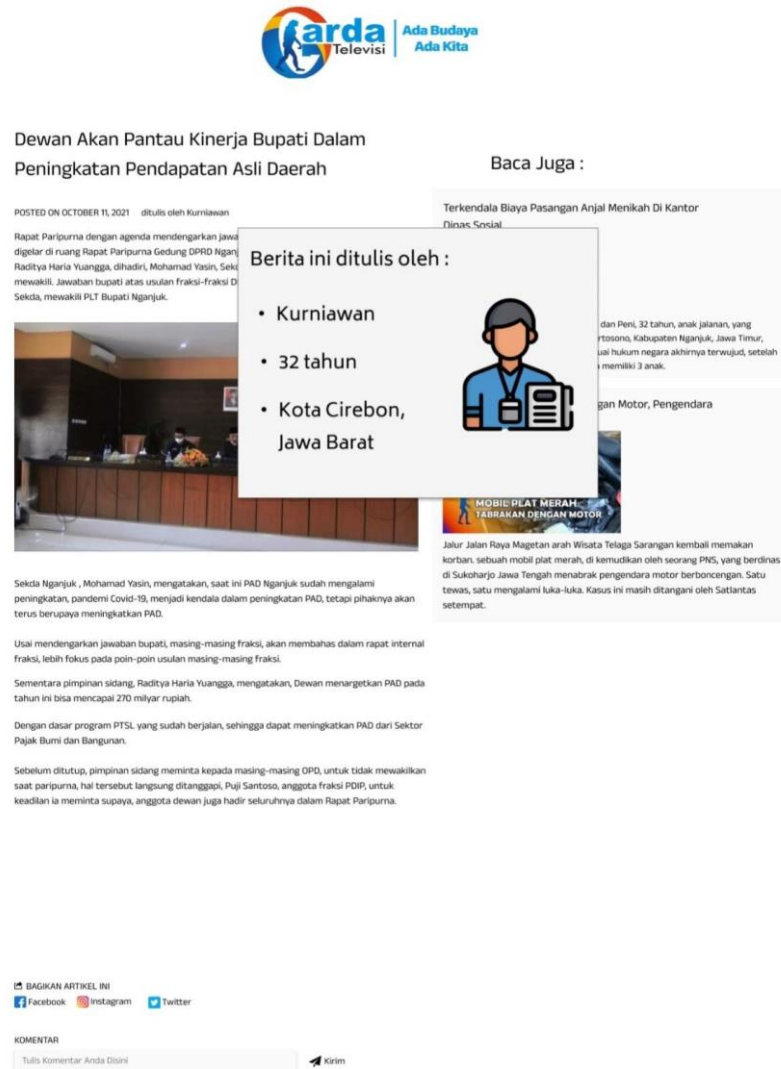 Garda
Televisi
Ada Budaya
Ada Kita
Dewan Akan Pantau Kinerja Bupati Dalam
Peningkatan Pendapatan Asli Daerah
POSTED ON OCTOBER 11, 2021 ditulis oleh Kurniawan
Rapat Paripurna dengan agenda mendengarkan jawa
digelar di ruang Rapat Paripurna Gedung DPRD Ngan
Raditya Haria Yuangga, dihadiri, Mohamad Yasin, Sekd
mewakili. Jawaban bupati atas usulan fraksi-fraksi D
Sekda, mewakili PLT Bupati Nganjuk.
Sekda Nganjuk , Mohamad Yasin, mengatakan, saat ini PAD Nganjuk sudah mengalami
peningkatan, pandemi Covid-19, menjadi kendala dalam peningkatan PAD, tetapi pihaknya akan
terus berupaya meningkatkan PAD.
Usai mendengarkan jawaban bupati, masing-masing fraksi, akan membahas dalam rapat internal
fraksi, lebih fokus pada poin-poin usulan masing-masing fraksi.
Sementara pimpinan sidang, Raditya Haria Yuangga, mengatakan, Dewan menargetkan PAD pada
tahun ini bisa mencapai 270 milyar rupiah.
Dengan dasar program PTSL yang sudah berjalan, sehingga dapat meningkatkan PAD dari Sektor
Pajak Bumi dan Bangunan.
Sebelum ditutup, pimpinan sidang meminta kepada masing-masing OPD, untuk tidak mewakilkan
saat paripurna, hal tersebut langsung ditanggapi, Puji Santoso, anggota fraksi PDIP, untuk
keadilan ia meminta supaya, anggota dewan juga hadir seluruhnya dalam Rapat Paripurna.
BAGIKAN ARTIKEL INI
Facebook Instagram Twitter
KOMENTAR
Tulis Komentar Anda Disini
Kirim
Berita ini ditulis oleh :
• Kurniawan
• 32 tahun
• Kota Cirebon,
Jawa Barat
Baca Juga :
Terkendala Biaya Pasangan Anjal Menikah Di Kantor
Dinas Sosial
dan Peni, 32 tahun, anak jalanan, yang
rtosono, Kabupaten Nganjuk, Jawa Timur,
uai hukum negara akhirnya terwujud, setelah
memiliki 3 anak.
gan Motor, Pengendara
MOBIL PLAT MERAH
TABRAKAN DENGAN MOTOR
Jalur Jalan Raya Magetan arah Wisata Telaga Sarangan kembali memakan
korban. sebuah mobil plat merah, di kemudikan oleh seorang PNS, yang berdinas
di Sukoharjo Jawa Tengah menabrak pengendara motor berboncengan. Satu
tewas, satu mengalami luka-luka. Kasus ini masih ditangani oleh Satlantas
setempat.